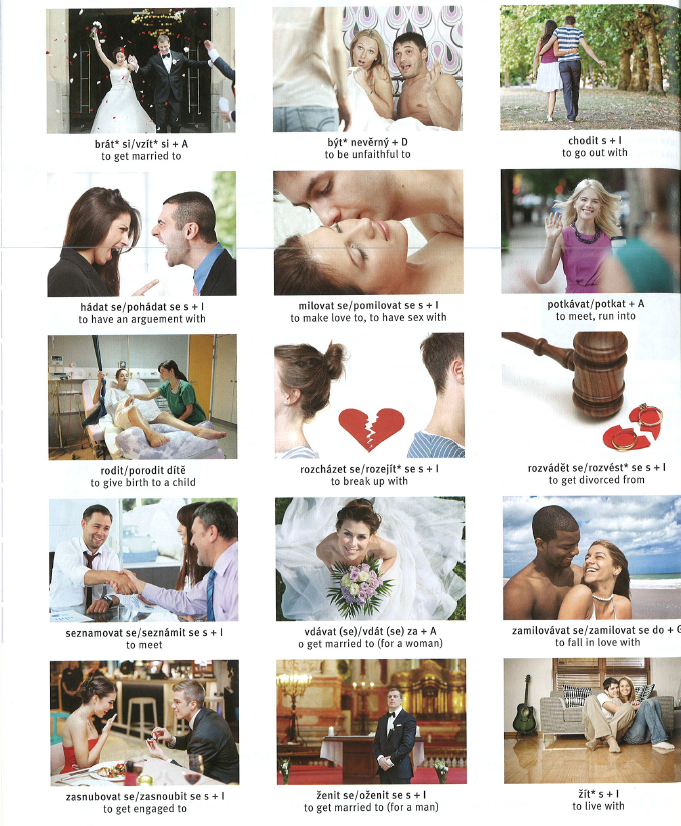 brát* si/vzít* si + A
to get married to
být* nevěrný + D
to be unfaithful to
chodit s + I
to go out with
hádat se/pohádat se s + I
to have an arguement with
milovat se/pomilovat se s + I
to make love to, to have sex with
potkávat/potkat + A
to meet, run into
rodit/porodit dítě
to give birth to a child
rozcházet se/rozejít* se s + I
to break up with
rozvádět se/rozvést* se s + I
to get divorced from
seznamovat se/seznámit se s + I
to meet
vdávat (se)/vdát (se) za + A
o get married to (for a woman)
zamilovávat se/zamilovat se do + G
to fall in love with
zasnubovat se/zasnoubit se s + I
to get engaged to
ženit se/oženit se s + I
to get married to (for a man)
žít* s + I
to live with